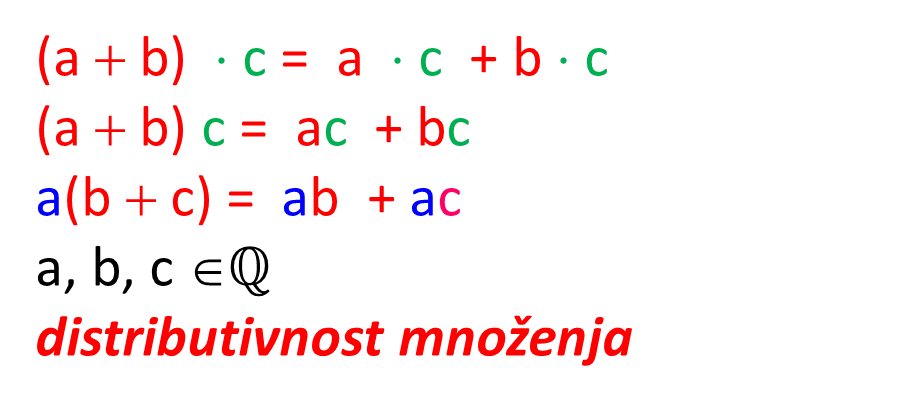 (a + b) · c = a · c + b · c
(a + b) c = ac + bc
a(b + c) = ab + ac
a, b, c ∈ℚ
distributivnost množenja